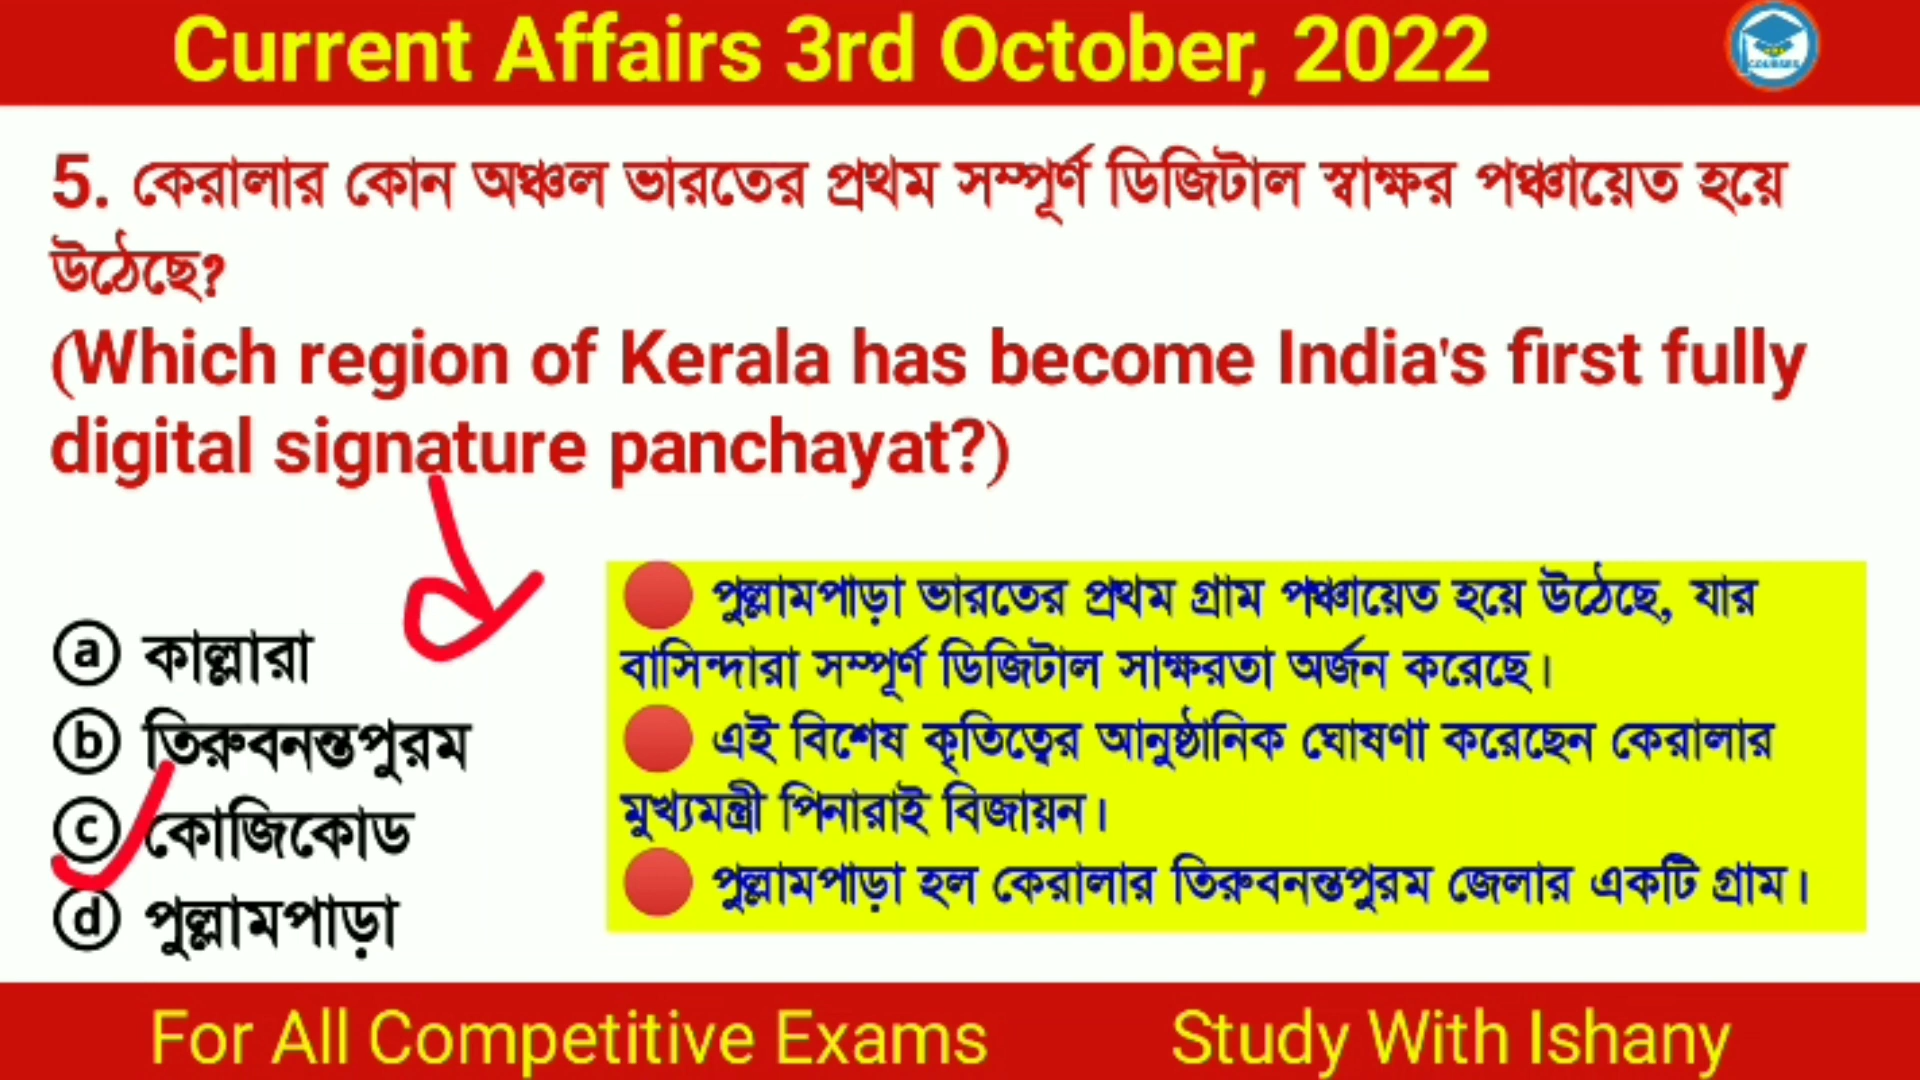 Current Affairs 3rd October, 2022
COURSES
5. কেরালার কোন অঞ্চল ভারতের প্রথম সম্পূর্ণ ডিজিটাল স্বাক্ষর পঞ্চায়েত হয়ে
উঠেছে?
(Which region of Kerala has become India's first fully
digital signature panchayat?)
ⓐ কাল্লারা
ⓑ তিরুবনন্তপুরম
ⓒ কোজিকোড
ⓓ পুল্লামপাড়া
🔴 পুল্লামপাড়া ভারতের প্রথম গ্রাম পঞ্চায়েত হয়ে উঠেছে, যার
বাসিন্দারা সম্পূর্ণ ডিজিটাল সাক্ষরতা অর্জন করেছে।
🔴 এই বিশেষ কৃতিত্বের আনুষ্ঠানিক ঘোষণা করেছেন কেরালার
মুখ্যমন্ত্রী পিনারাই বিজায়ন।
🔴 পুল্লামপাড়া হল কেরালার তিরুবনন্তপুরম জেলার একটি গ্রাম।
For All Competitive Exams
Study With Ishany